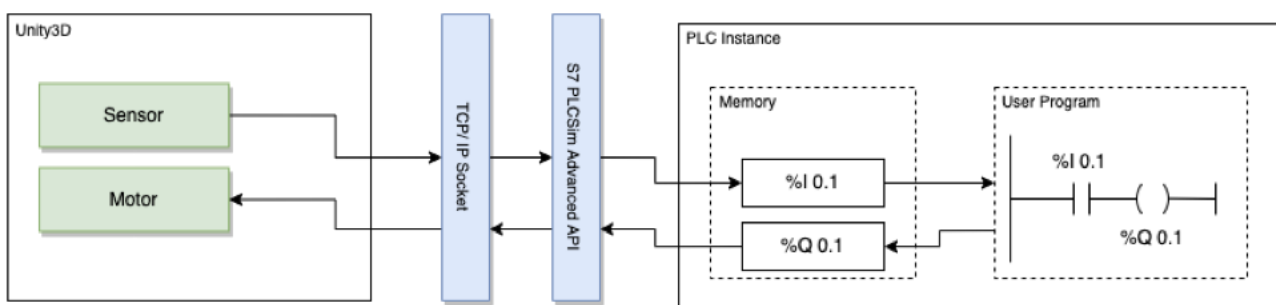 Unity3D
Sensor
Motor
TCP/ IP Socket
S7 PLCSim Advanced API
PLC Instance
Memory
%I 0.1
%Q 0.1
User Program
%I 0.1
%Q 0.1